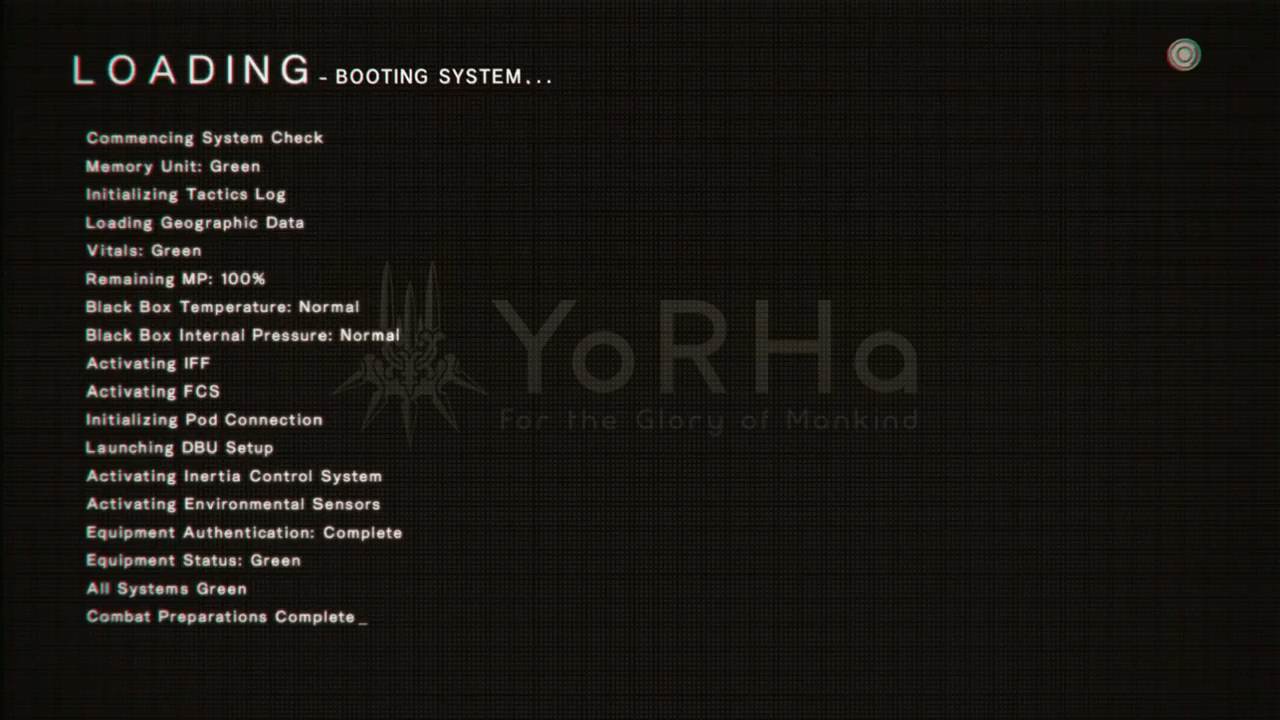 LOADING - BOOTING SYSTEM...
Commencing System Check
Memory Unit: Green
Initializing Tactics Log
Loading Geographic Data
Vitals: Green
Remaining MP: 100%
Black Box Temperature: Normal
Black Box Internal Pressure: Normal
Activating IFF
Activating FCS
Initializing Pod Connection
Launching DBU Setup
Activating Inertia Control System
Activating Environmental Sensors
Equipment Authentication: Complete
Equipment Status: Green
All Systems Green
Combat Preparations Complete_
YoRHa
For the Glory of Mankind